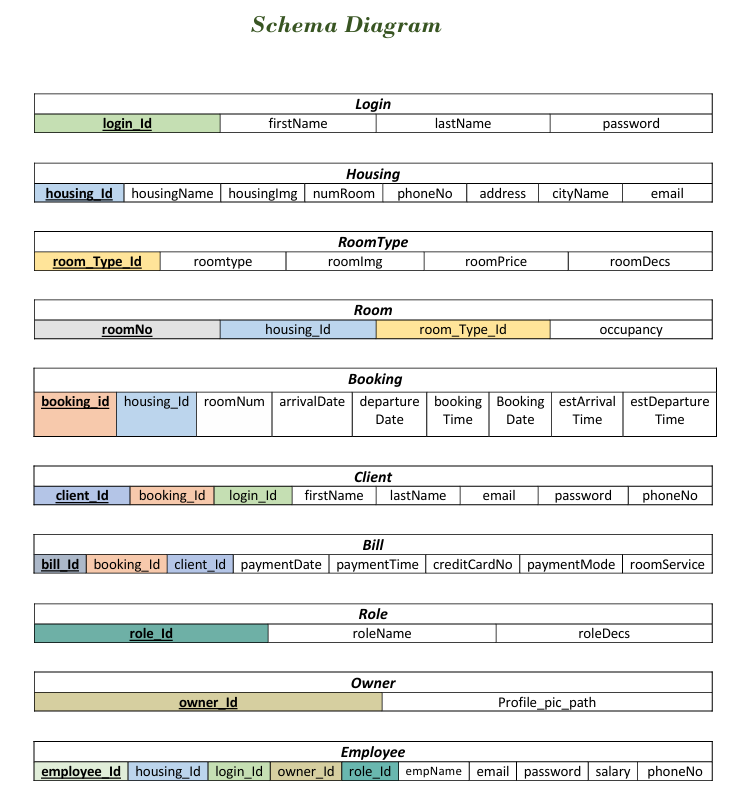 Schema Diagram
Login
login_Id firstName lastName password
Housing
housing_Id housingName housingImg numRoom phoneNo address cityName email
RoomType
room_Type_Id roomtype roomImg roomPrice roomDecs
Room
roomNo housing_Id room_Type_Id occupancy
Booking
booking_id housing_Id roomNum arrivalDate departure booking Booking estArrival estDeparture
Date Time Date Time Time
Client
client_Id booking_Id login_Id firstName lastName email password phoneNo
Bill
bill_Id booking_Id client_Id paymentDate paymentTime creditCardNo paymentMode roomService
Role
role_Id roleName roleDecs
Owner
owner_Id Profile_pic_path
Employee
employee_Id housing_Id login_Id owner_Id role_Id empName email password salary phoneNo